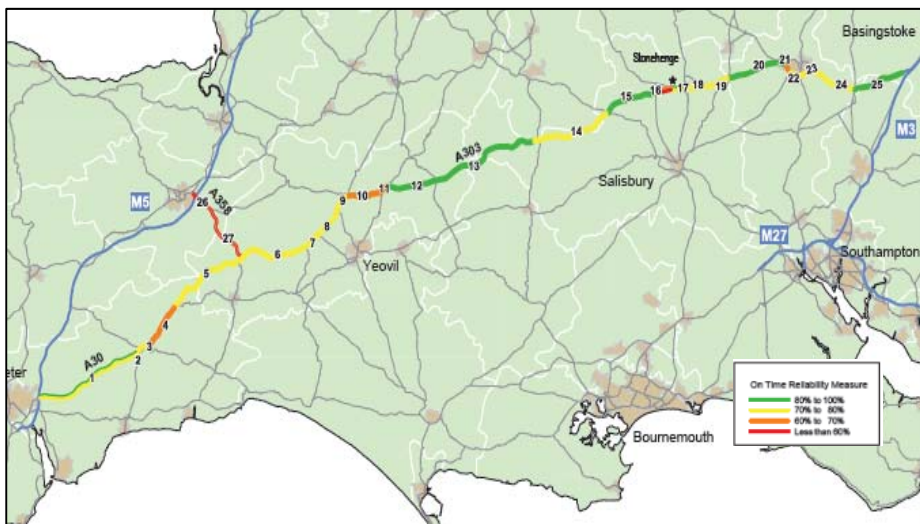 Basingstoke
Stonehenge
21
20
23
22
18
17
16
19
24
25
15
M3
14
A303
13
12
11
10
9
Salisbury
A358
M5
26
27
8
7
6
5
Yeovil
M27
Southampton
4
3
2
A30
1
eter
Bournemouth
On Time Reliability Measure
80% to 100%
70% to 80%
60% to 70%
Less than 60%